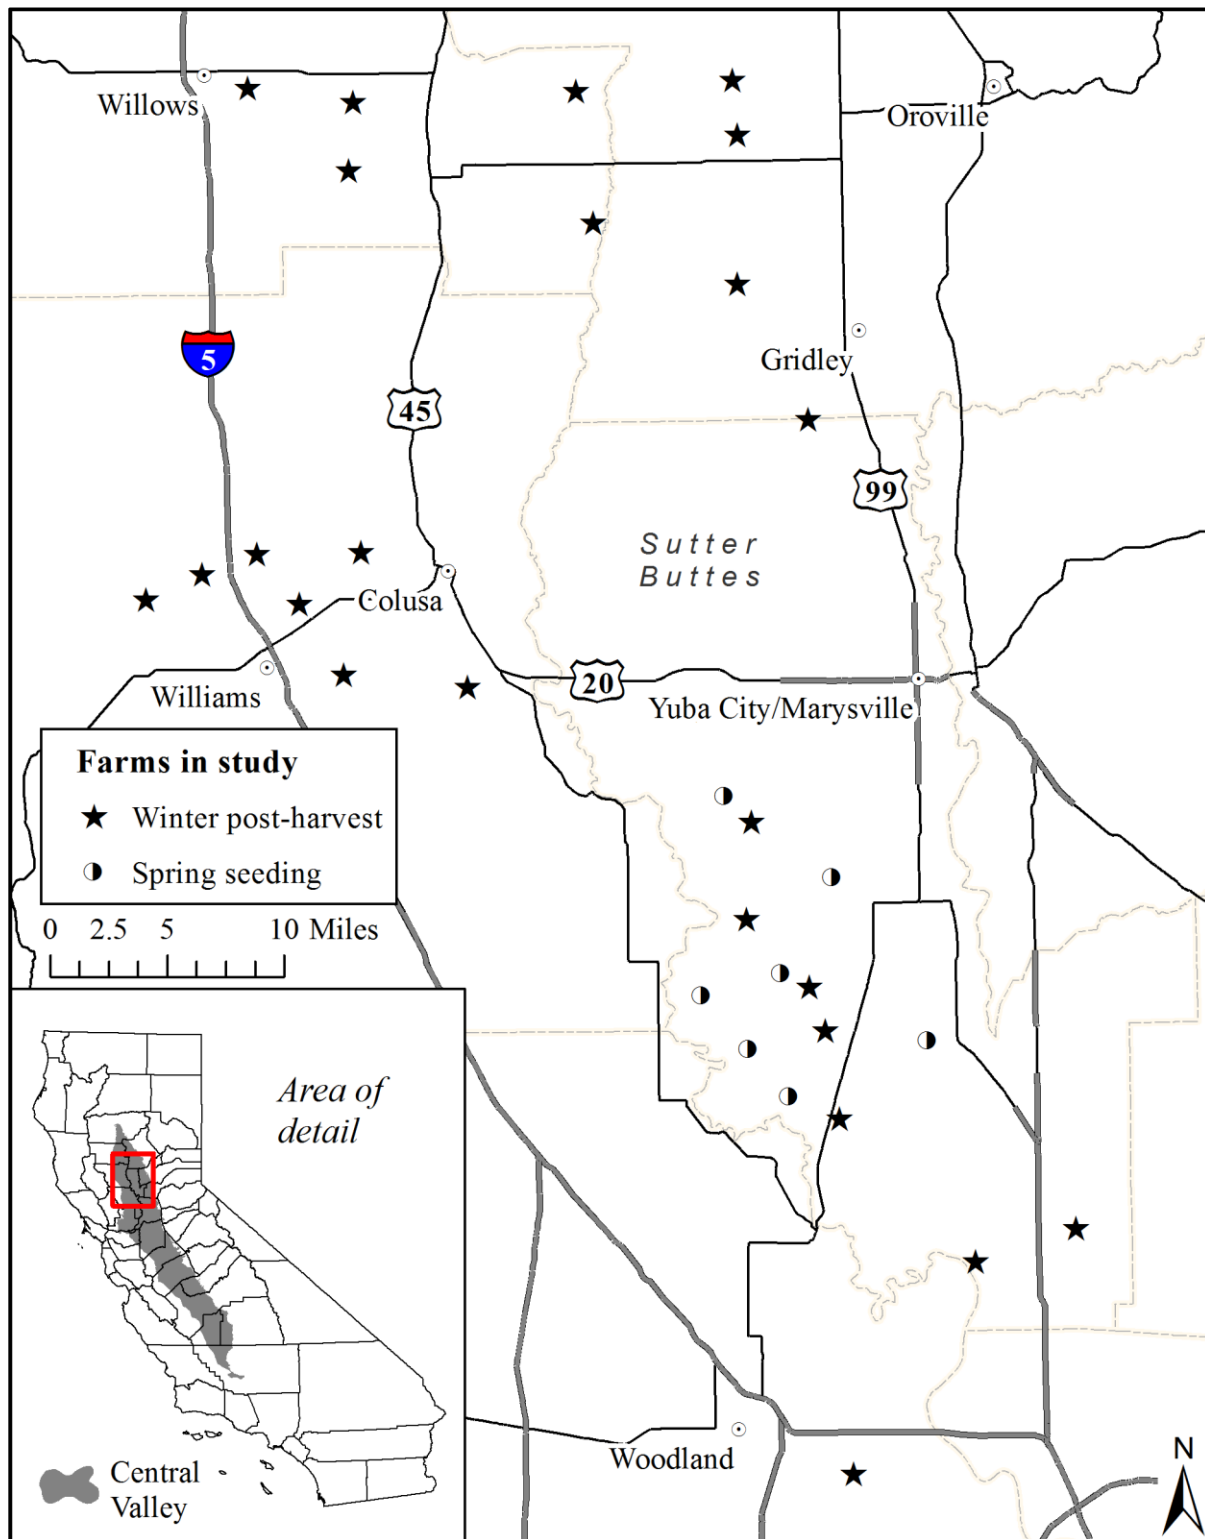 Willows
Oroville
5
Gridley
45
99
Sutter
Buttes
Colusa
Williams
20
Yuba City/Marysville
Farms in study
Winter post-harvest
Spring seeding
0 2.5 5 10 Miles
Area of
detail
Central
Valley
Woodland
N